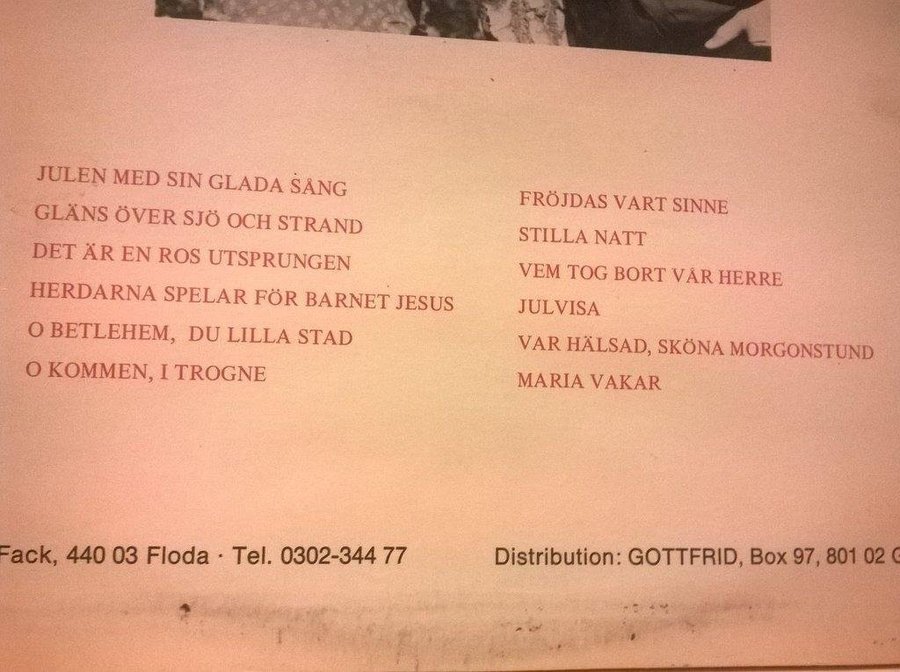 JULEN MED SIN GLADA SÅNG
GLÄNS ÖVER SJÖ OCH STRAND
DET ÄR EN ROS UTSPRUNGEN
HERDARNA SPELAR FÖR BARNET JESUS
O BETLEHEM, DU LILLA STAD
O KOMMEN, I TROGNE
FRÖJDAS VART SINNE
STILLA NATT
VEM TOG BORT VÅR HERRE
JULVISA
VAR HÄLSAD, SKÖNA MORGONSTUND
MARIA VAKAR
Fack, 440 03 Floda · Tel. 0302-344 77
Distribution: GOTTFRID, Box 97, 801 02